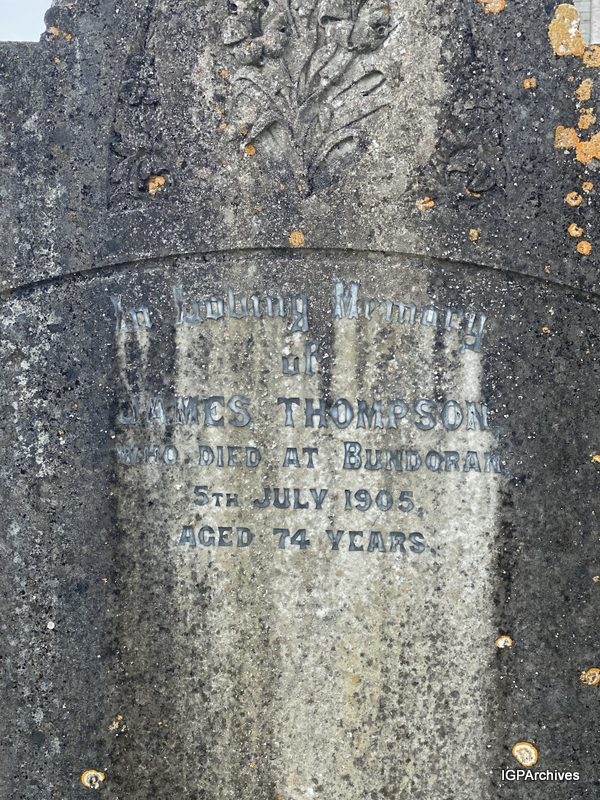 In Loving Memory
of
JAMES THOMPSON
WHO DIED AT BUNDORAN
5TH JULY 1905
AGED 74 YEARS.
IGPArchives